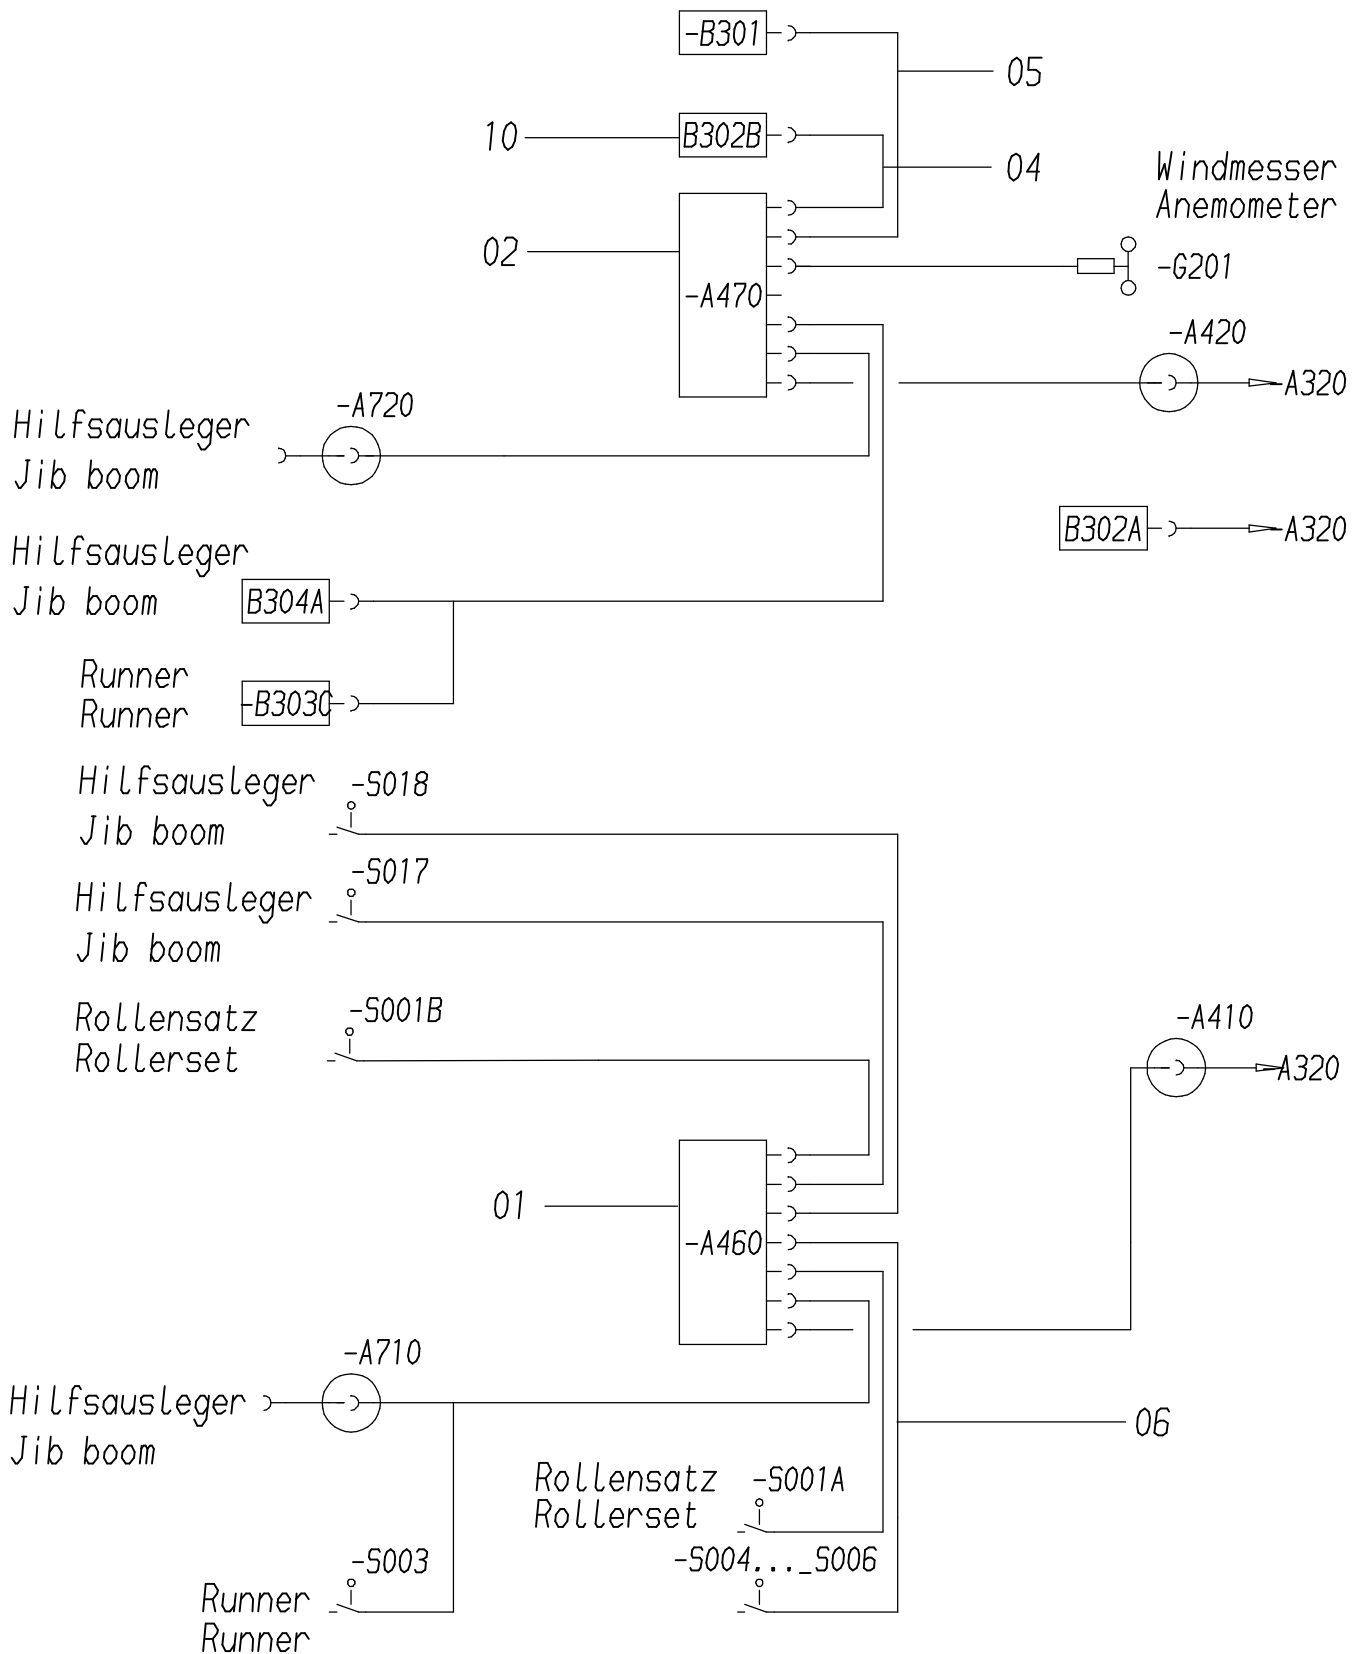 -B301
05
10
B302B
04
Windmesser
Anemometer
02
-G201
-A470
-A420
A320
-A720
Hilfsausleger
Jib boom
B302A
A320
Hilfsausleger
Jib boom
B304A
Runner
Runner
-B303C
Hilfsausleger
Jib boom
-S018
-S017
Hilfsausleger
Jib boom
Rollensatz
Rollerset
-S001B
-A410
A320
01
-A460
-A710
Hilfsausleger
Jib boom
06
Rollensatz
Rollerset
-S001A
-S003
-S004..._S006
Runner
Runner